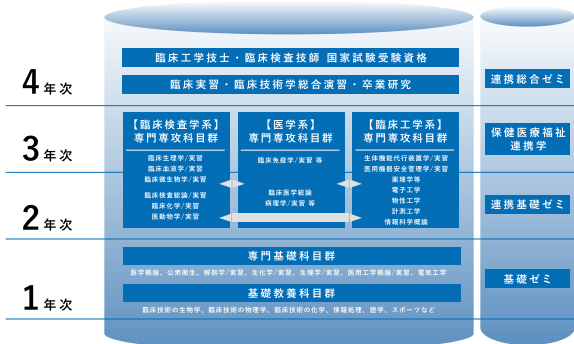 臨床工学技士・臨床検査技師 国家試験受験資格
臨床実習・臨床技術学総合演習・卒業研究
4年次
連携総合ゼミ
【臨床検査学系】
専門専攻科目群
臨床生理学/実習
臨床血液学/実習
臨床微生物学/実習
臨床検査総論/実習
臨床化学/実習
医動物学/実習
【医学系】
専門専攻科目群
臨床免疫学/実習 等
臨床医学総論
病理学/実習 等
【臨床工学系】
専門専攻科目群
生体機能代行装置学/実習
医用機器安全管理学/実習
薬理学等
電子工学
物性工学
計測工学
情報科学概論
3年次
保健医療福祉
連携学
2年次
連携基礎ゼミ
専門基礎科目群
医学概論、公衆衛生、解剖学/実習、生化学/実習、生理学/実習、医用工学概論/実習、電気工学
基礎教養科目群
臨床技術の生物学、臨床技術の物理学、臨床技術の化学、情報処理、語学、スポーツなど
1年次
基礎ゼミ